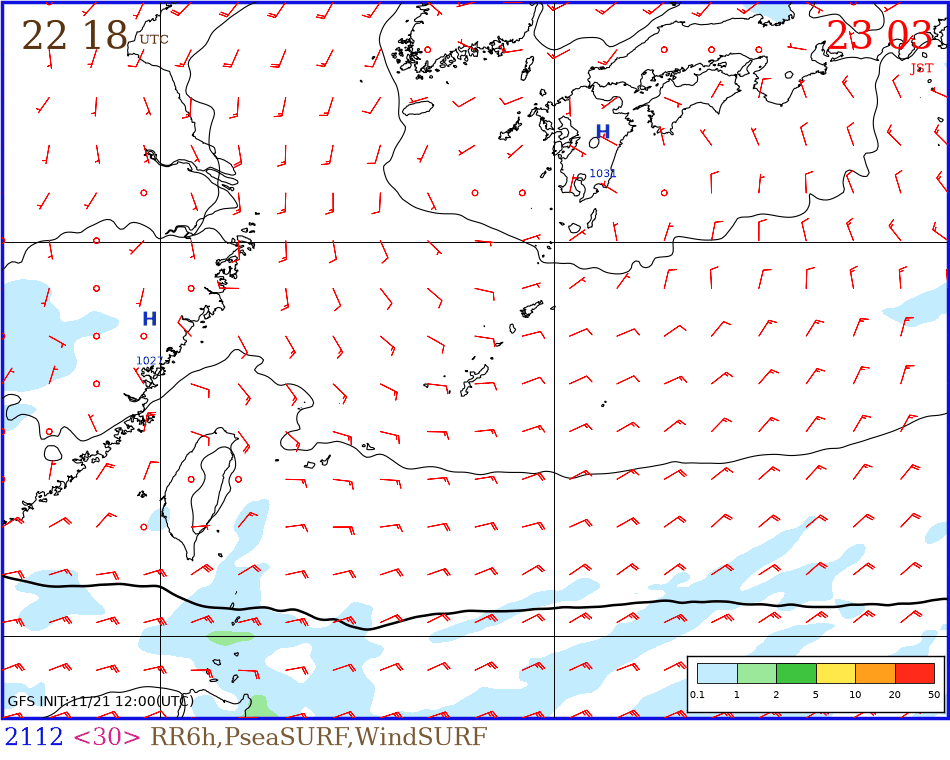 22 18 UTC
23 03 JST
H
1031
H
1027
0.1 1 2 5 10 20 50
GFS INIT:11/21 12:00(UTC)
2112 <30> RR6h,PseaSURF,WindSURF